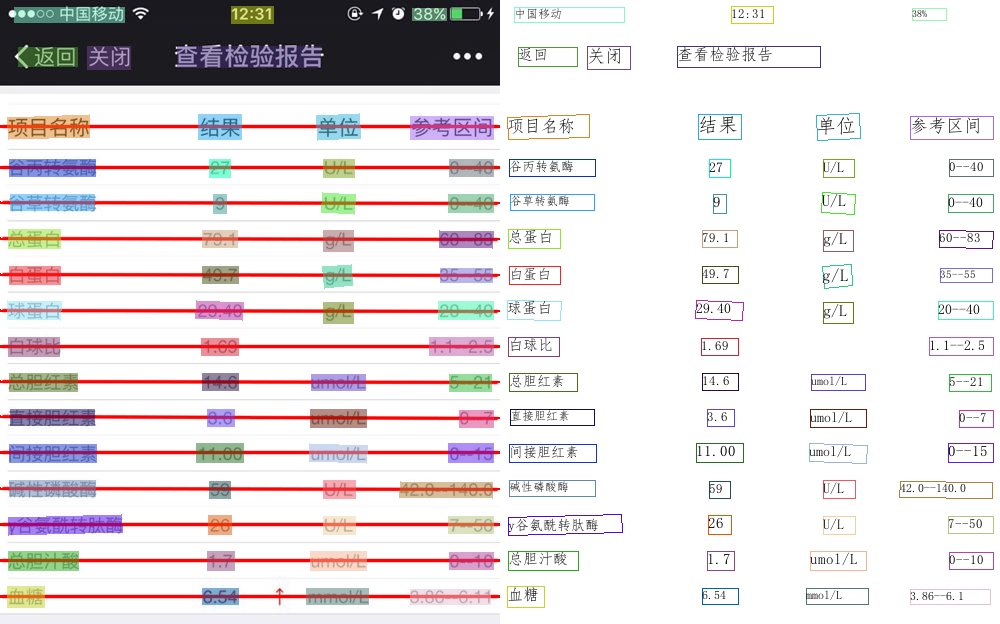 中国移动 12:31 38%
返回 关闭 查看检验报告
项目名称 结果 单位 参考区间
谷丙转氨酶 27 U/L 0--40
谷草转氨酶 9 U/L 0--40
总蛋白 79.1 g/L 60--83
白蛋白 49.7 g/L 35--55
球蛋白 29.40 g/L 20--40
白球比 1.69 1.1--2.5
总胆红素 14.6 umol/L 5--21
直接胆红素 3.6 umol/L 0--7
间接胆红素 11.00 umol/L 0--15
碱性磷酸酶 59 U/L 42.0--140.0
γ谷氨酰转肽酶 26 U/L 7--50
总胆汁酸 1.7 umol/L 0--10
血糖 6.54 ↑ mmol/L 3.86--6.11
中国移动 12:31 38%
返回 关闭 查看检验报告
项目名称 结果 单位 参考区间
谷丙转氨酶 27 U/L 0--40
谷草转氨酶 9 U/L 0--40
总蛋白 79.1 g/L 60--83
白蛋白 49.7 g/L 35--55
球蛋白 29.40 g/L 20--40
白球比 1.69 1.1--2.5
总胆红素 14.6 umol/L 5--21
直接胆红素 3.6 umol/L 0--7
间接胆红素 11.00 umol/L 0--15
碱性磷酸酶 59 U/L 42.0--140.0
y谷氨酰转肽酶 26 U/L 7--50
总胆汁酸 1.7 umol/L 0--10
血糖 6.54 mmol/L 3.86--6.1